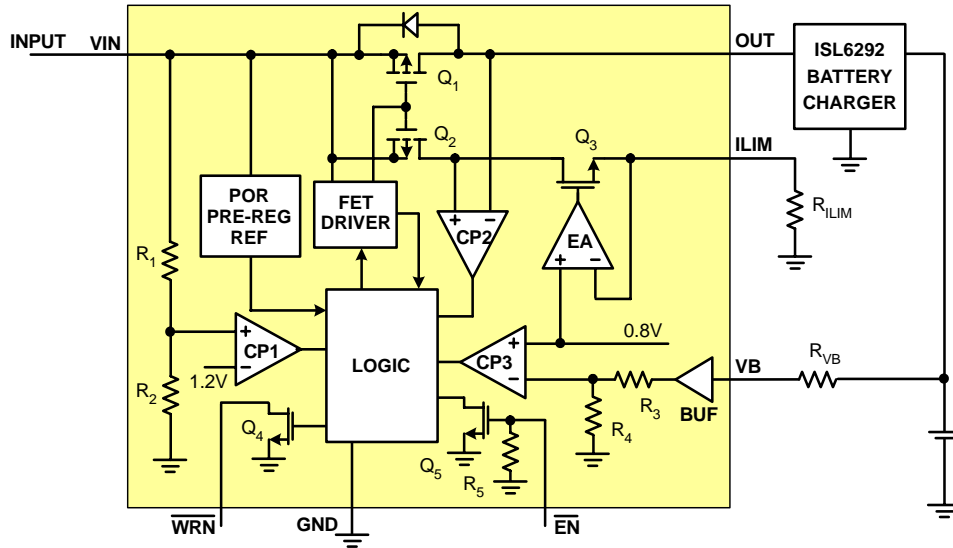 INPUT
VIN
OUT
ISL6292
BATTERY
CHARGER
Q1
Q2
Q3
ILIM
RILIM
POR
PRE-REG
REF
FET
DRIVER
+
−
CP2
EA
+
−
R1
+
−
CP1
1.2V
R2
LOGIC
+
−
CP3
0.8V
VB
RVB
BUF
R3
R4
Q4
Q5
R5
WRN
GND
EN